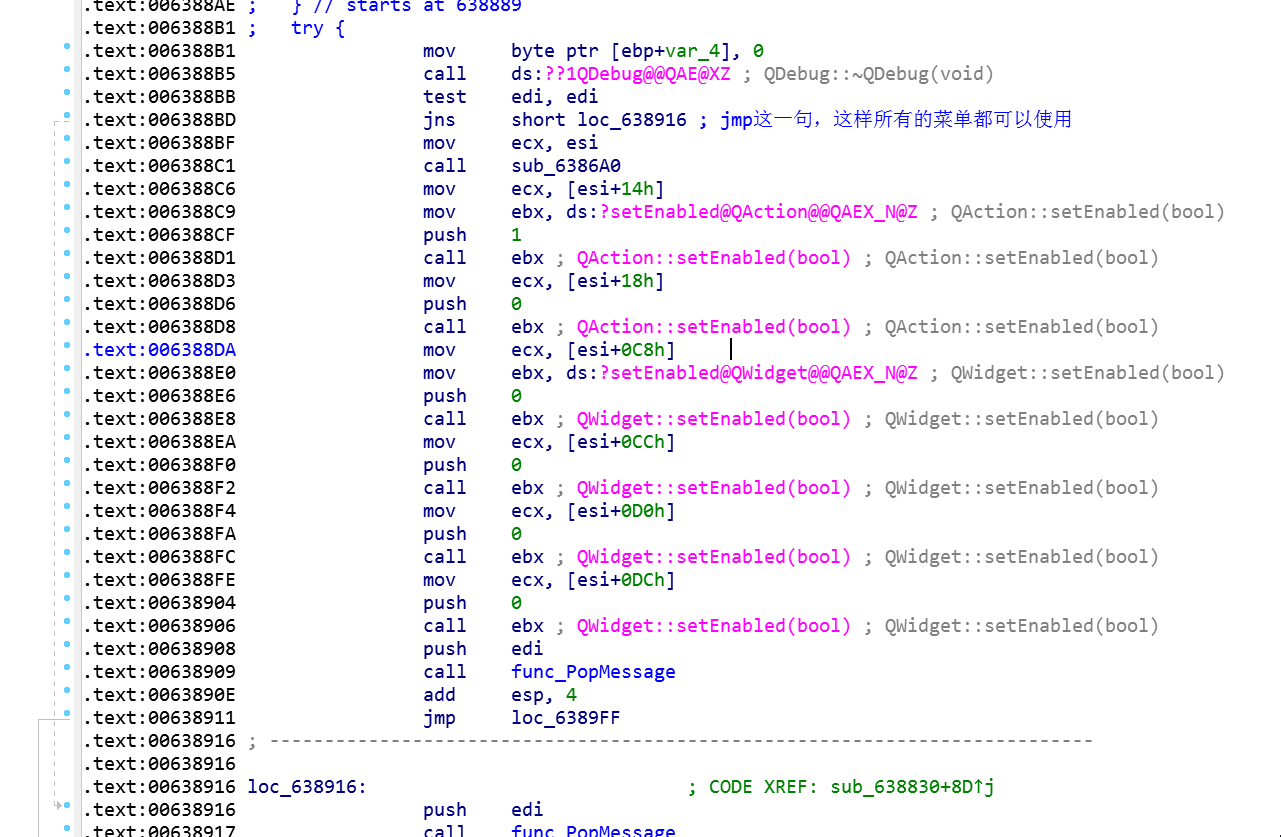 .text:006388AE ;   } // starts at 638889
.text:006388B1 ;   try {
.text:006388B1                 mov     byte ptr [ebp+var_4], 0
.text:006388B5                 call    ds:??1QDebug@@QAE@XZ ; QDebug::~QDebug(void)
.text:006388BB                 test    edi, edi
.text:006388BD                 jns     short loc_638916 ; jmp这一句，这样所有的菜单都可以使用
.text:006388BF                 mov     ecx, esi
.text:006388C1                 call    sub_6386A0
.text:006388C6                 mov     ecx, [esi+14h]
.text:006388C9                 mov     ebx, ds:?setEnabled@QAction@@QAEX_N@Z ; QAction::setEnabled(bool)
.text:006388CF                 push    1
.text:006388D1                 call    ebx ; QAction::setEnabled(bool) ; QAction::setEnabled(bool)
.text:006388D3                 mov     ecx, [esi+18h]
.text:006388D6                 push    0
.text:006388D8                 call    ebx ; QAction::setEnabled(bool) ; QAction::setEnabled(bool)
.text:006388DA                 mov     ecx, [esi+0C8h]
.text:006388E0                 mov     ebx, ds:?setEnabled@QWidget@@QAEX_N@Z ; QWidget::setEnabled(bool)
.text:006388E6                 push    0
.text:006388E8                 call    ebx ; QWidget::setEnabled(bool) ; QWidget::setEnabled(bool)
.text:006388EA                 mov     ecx, [esi+0CCh]
.text:006388F0                 push    0
.text:006388F2                 call    ebx ; QWidget::setEnabled(bool) ; QWidget::setEnabled(bool)
.text:006388F4                 mov     ecx, [esi+0D0h]
.text:006388FA                 push    0
.text:006388FC                 call    ebx ; QWidget::setEnabled(bool) ; QWidget::setEnabled(bool)
.text:006388FE                 mov     ecx, [esi+0DCh]
.text:00638904                 push    0
.text:00638906                 call    ebx ; QWidget::setEnabled(bool) ; QWidget::setEnabled(bool)
.text:00638908                 push    edi
.text:00638909                 call    func_PopMessage
.text:0063890E                 add     esp, 4
.text:00638911                 jmp     loc_6389FF
.text:00638916 ; ---------------------------------------------------------------------------
.text:00638916
.text:00638916 loc_638916:                             ; CODE XREF: sub_638830+8D↑j
.text:00638916                 push    edi
.text:00638917                 call    func_PopMessage